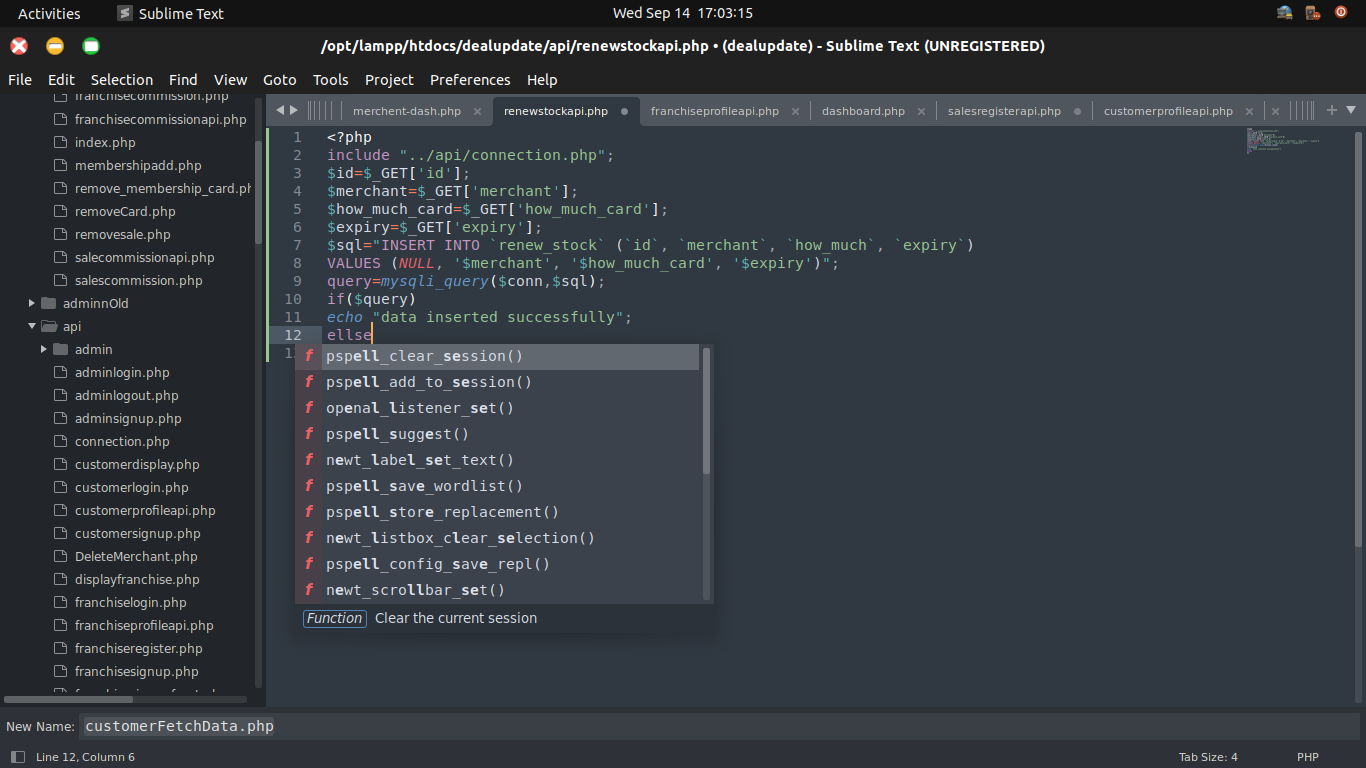 Activities Sublime Text Wed Sep 14 17:03:15
/opt/lampp/htdocs/dealupdate/api/renewstockapi.php • (dealupdate) - Sublime Text (UNREGISTERED)
File Edit Selection Find View Goto Tools Project Preferences Help
franchisecommission.php
franchisecommissionapi.php
index.php
membershipadd.php
remove_membership_card.ph
removeCard.php
removesale.php
salecommissionapi.php
salescommission.php
adminnOld
api
admin
adminlogin.php
adminlogout.php
adminsignup.php
connection.php
customerdisplay.php
customerlogin.php
customerprofileapi.php
customersignup.php
DeleteMerchant.php
displayfranchise.php
franchiselogin.php
franchiseprofileapi.php
franchiseregister.php
franchisesignup.php
merchent-dash.php × renewstockapi.php • franchiseprofileapi.php × dashboard.php × salesregisterapi.php • customerprofileapi.php ×
1 <?php
2 include "../api/connection.php";
3 $id=$_GET['id'];
4 $merchant=$_GET['merchant'];
5 $how_much_card=$_GET['how_much_card'];
6 $expiry=$_GET['expiry'];
7 $sql="INSERT INTO `renew_stock` (`id`, `merchant`, `how_much`, `expiry`)
8 VALUES (NULL, '$merchant', '$how_much_card', '$expiry')";
9 query=mysqli_query($conn,$sql);
10 if($query)
11 echo "data inserted successfully";
12 ellse
f pspell_clear_session()
f pspell_add_to_session()
f openal_listener_set()
f pspell_suggest()
f newt_label_set_text()
f pspell_save_wordlist()
f pspell_store_replacement()
f newt_listbox_clear_selection()
f pspell_config_save_repl()
f newt_scrollbar_set()
Function Clear the current session
New Name: customerFetchData.php
Line 12, Column 6 Tab Size: 4 PHP